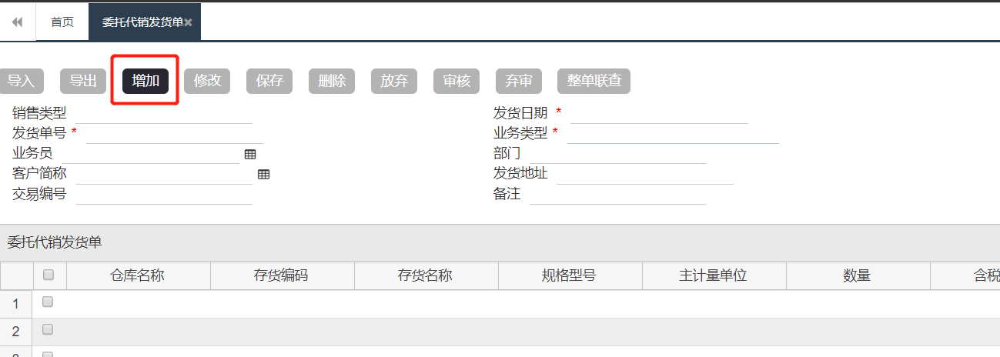 首页 委托代销发货单
导入 导出 增加 修改 保存 删除 放弃 审核 弃审 整单联查
销售类型 发货日期 *
发货单号 * 业务类型 *
业务员 部门
客户简称 发货地址
交易编号 备注
委托代销发货单
仓库名称 存货编码 存货名称 规格型号 主计量单位 数量 含税
1
2